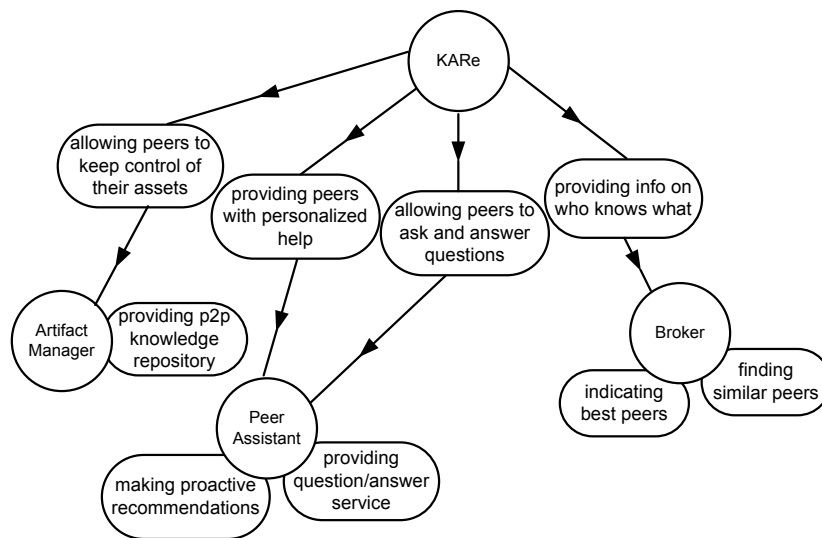 KARe
allowing peers to
keep control of
their assets
providing peers
with personalized
help
allowing peers to
ask and answer
questions
providing info on
who knows what
Artifact
Manager
providing p2p
knowledge
repository
Broker
indicating
best peers
finding
similar peers
Peer
Assistant
making proactive
recommendations
providing
question/answer
service